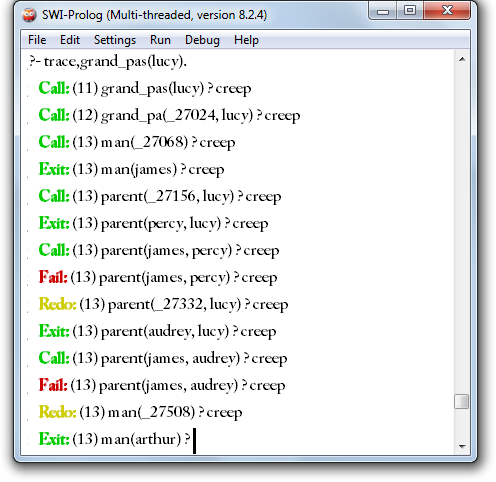 SWI-Prolog (Multi-threaded, version 8.2.4)
File Edit Settings Run Debug Help
?- trace,grand_pas(lucy).
Call: (11) grand_pas(lucy) ? creep
Call: (12) grand_pa(_27024, lucy) ? creep
Call: (13) man(_27068) ? creep
Exit: (13) man(james) ? creep
Call: (13) parent(_27156, lucy) ? creep
Exit: (13) parent(percy, lucy) ? creep
Call: (13) parent(james, percy) ? creep
Fail: (13) parent(james, percy) ? creep
Redo: (13) parent(_27332, lucy) ? creep
Exit: (13) parent(audrey, lucy) ? creep
Call: (13) parent(james, audrey) ? creep
Fail: (13) parent(james, audrey) ? creep
Redo: (13) man(_27508) ? creep
Exit: (13) man(arthur) ?